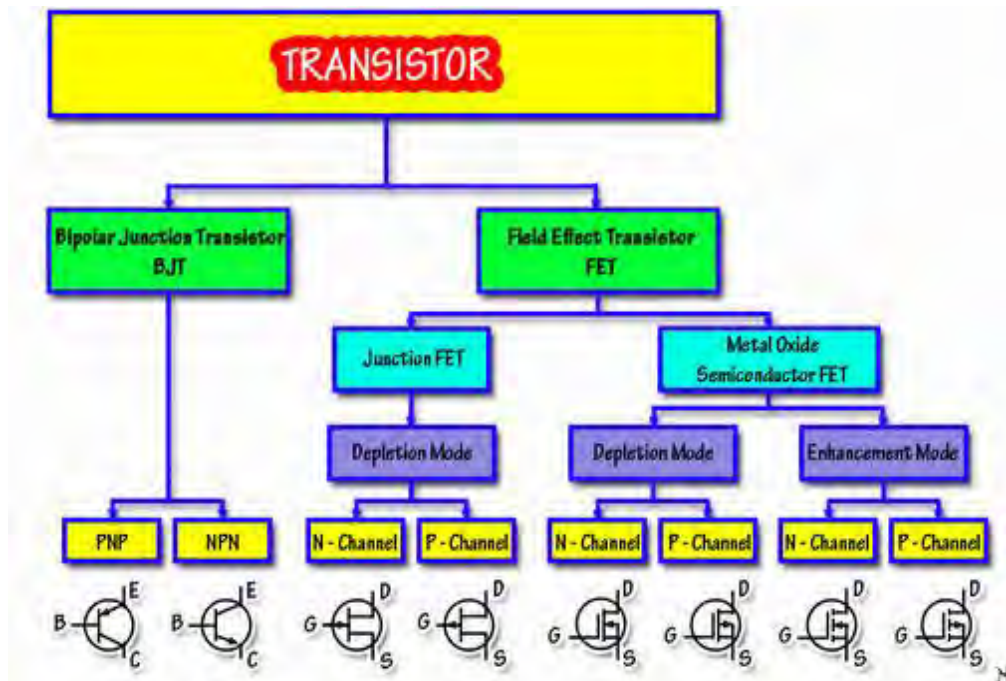 TRANSISTOR
Bipolar Junction Transistor
BJT
Field Effect Transistor
FET
Junction FET
Metal Oxide
Semiconductor FET
Depletion Mode
Depletion Mode
Enhancement Mode
PNP
NPN
N - Channel
P - Channel
N - Channel
P - Channel
N - Channel
P - Channel
B
E
C
B
E
C
G
D
S
G
D
S
G
D
S
G
D
S
G
D
S
G
D
S